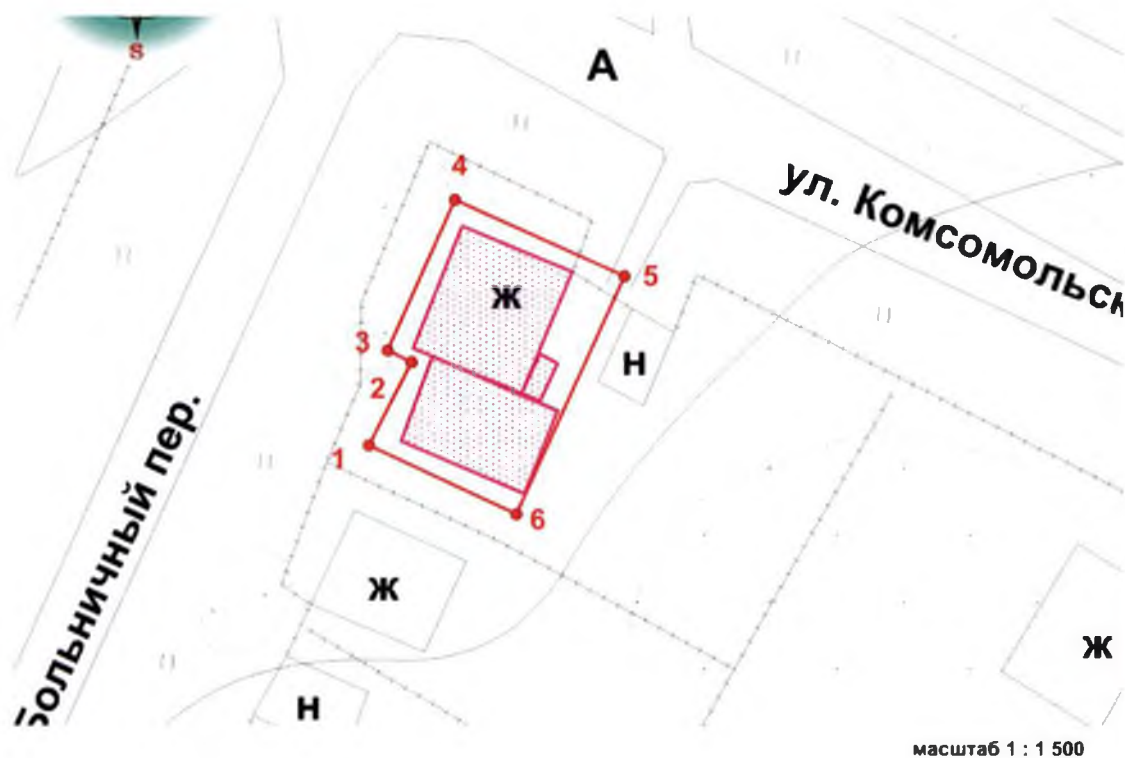 S
А
4
ул. Комсомольск
5
ж
3
н
2
1
6
больничный пер.
ж
ж
н
масштаб 1 : 1 500